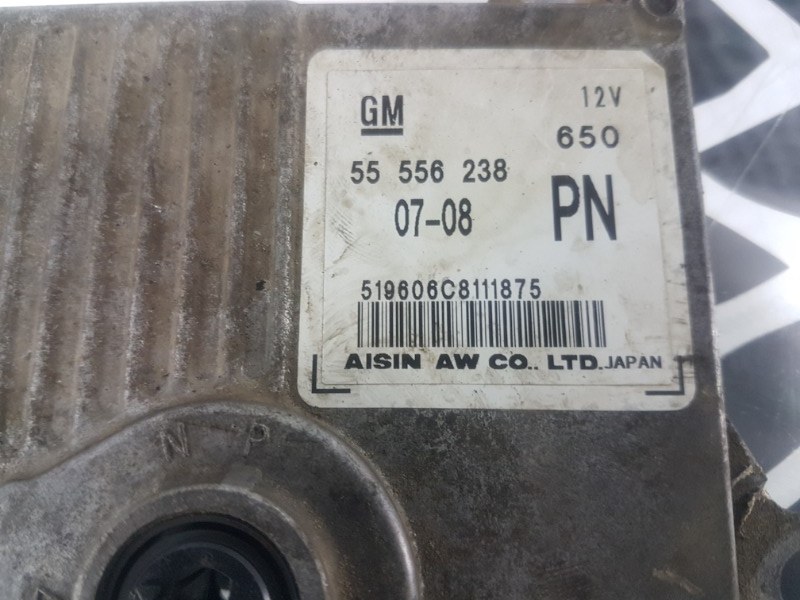 GM 12V
650
55 556 238
07-08 PN
519606C8111875
AISIN AW CO., LTD. JAPAN
N P